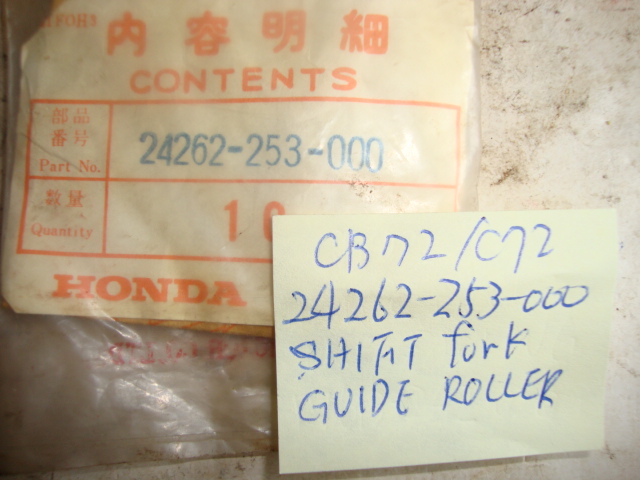 内容明細
CONTENTS
部品
番号
Part No.
24262-253-000
数量
Quantity
10
HONDA
CB72/C72
24262-253-000
SHIFT fork
GUIDE ROLLER